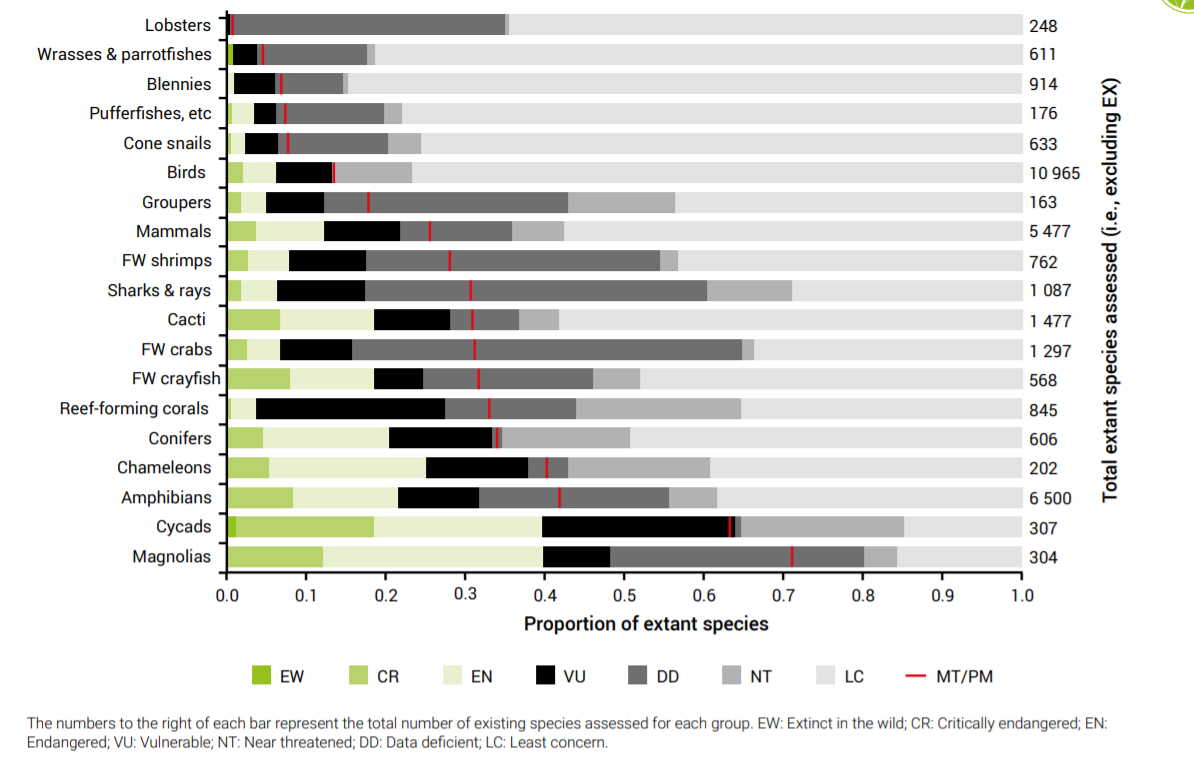 Lobsters 248
Wrasses & parrotfishes 611
Blennies 914
Pufferfishes, etc 176
Cone snails 633
Birds 10 965
Groupers 163
Mammals 5 477
FW shrimps 762
Sharks & rays 1 087
Cacti 1 477
FW crabs 1 297
FW crayfish 568
Reef-forming corals 845
Conifers 606
Chameleons 202
Amphibians 6 500
Cycads 307
Magnolias 304
Total extant species assessed (i.e., excluding EX)
0.0 0.1 0.2 0.3 0.4 0.5 0.6 0.7 0.8 0.9 1.0
Proportion of extant species
EW CR EN VU DD NT LC MT/PM
The numbers to the right of each bar represent the total number of existing species assessed for each group. EW: Extinct in the wild; CR: Critically endangered; EN:
Endangered; VU: Vulnerable; NT: Near threatened; DD: Data deficient; LC: Least concern.